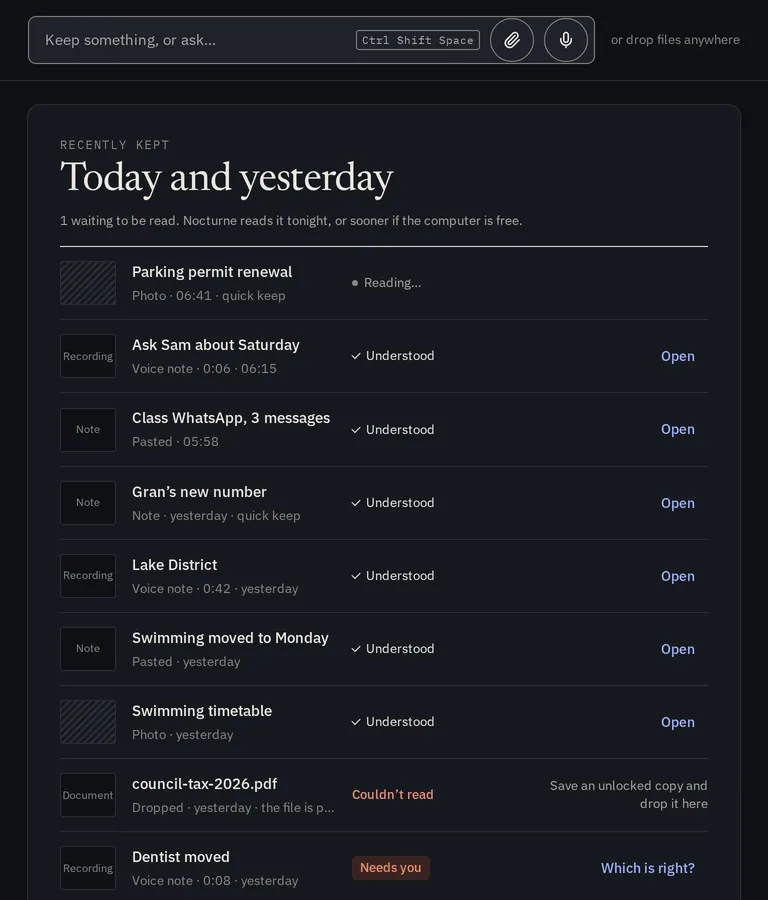 Keep something, or ask…
Ctrl Shift Space
or drop files anywhere
RECENTLY KEPT
Today and yesterday
1 waiting to be read. Nocturne reads it tonight, or sooner if the computer is free.
Parking permit renewal
Photo · 06:41 · quick keep
Reading…
Recording
Ask Sam about Saturday
Voice note · 0:06 · 06:15
✓ Understood
Open
Note
Class WhatsApp, 3 messages
Pasted · 05:58
✓ Understood
Open
Note
Gran’s new number
Note · yesterday · quick keep
✓ Understood
Open
Recording
Lake District
Voice note · 0:42 · yesterday
✓ Understood
Open
Note
Swimming moved to Monday
Pasted · yesterday
✓ Understood
Open
Swimming timetable
Photo · yesterday
✓ Understood
Open
Document
council-tax-2026.pdf
Dropped · yesterday · the file is p…
Couldn’t read
Save an unlocked copy and
drop it here
Recording
Dentist moved
Voice note · 0:08 · yesterday
Needs you
Which is right?